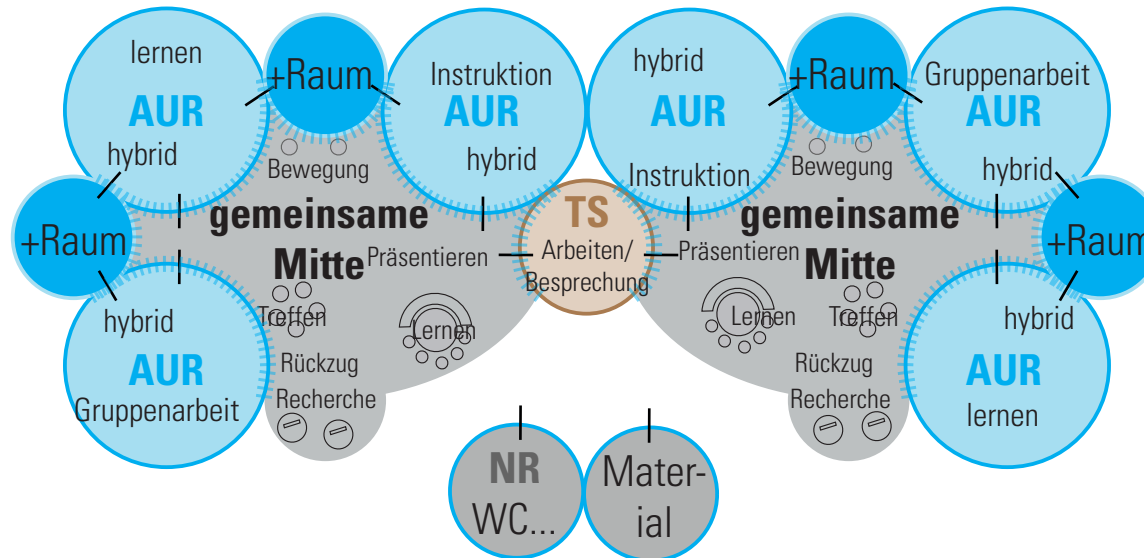 lernen
AUR
hybrid
+Raum
Instruktion
AUR
hybrid
hybrid
AUR
Instruktion
+Raum
Gruppenarbeit
AUR
hybrid
Bewegung
gemeinsame
Mitte
Präsentieren
Treffen
Lernen
Rückzug
Recherche
+Raum
hybrid
AUR
Gruppenarbeit
TS
Arbeiten/
Besprechung
Bewegung
gemeinsame
Mitte
Präsentieren
Lernen
Treffen
Rückzug
Recherche
+Raum
hybrid
AUR
lernen
NR
WC...
Mater-
ial